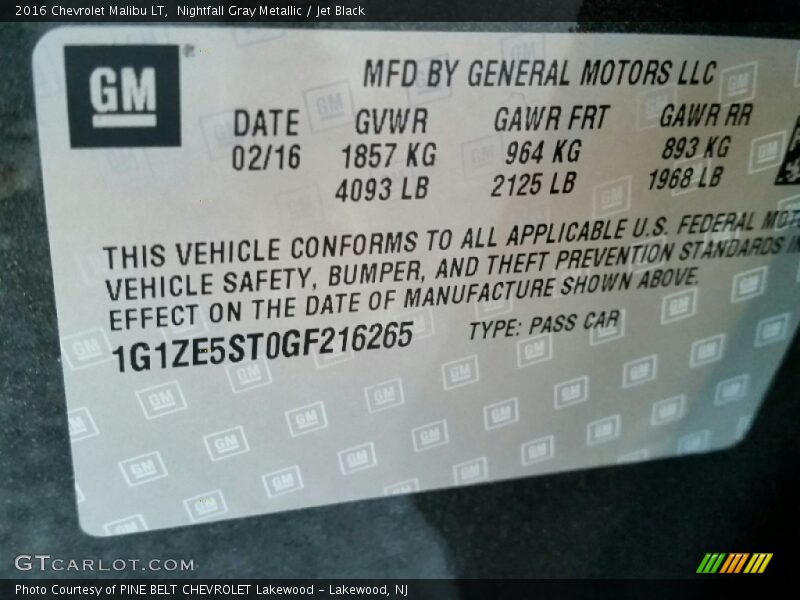 2016 Chevrolet Malibu LT, Nightfall Gray Metallic / Jet Black
GM
MFD BY GENERAL MOTORS LLC
DATE GVWR GAWR FRT GAWR RR
02/16 1857 KG 964 KG 893 KG
4093 LB 2125 LB 1968 LB
THIS VEHICLE CONFORMS TO ALL APPLICABLE U.S. FEDERAL MOT
VEHICLE SAFETY, BUMPER, AND THEFT PREVENTION STANDARDS IN
EFFECT ON THE DATE OF MANUFACTURE SHOWN ABOVE.
1G1ZE5ST0GF216265 TYPE: PASS CAR
GTCARLOT.COM
Photo Courtesy of PINE BELT CHEVROLET Lakewood - Lakewood, NJ